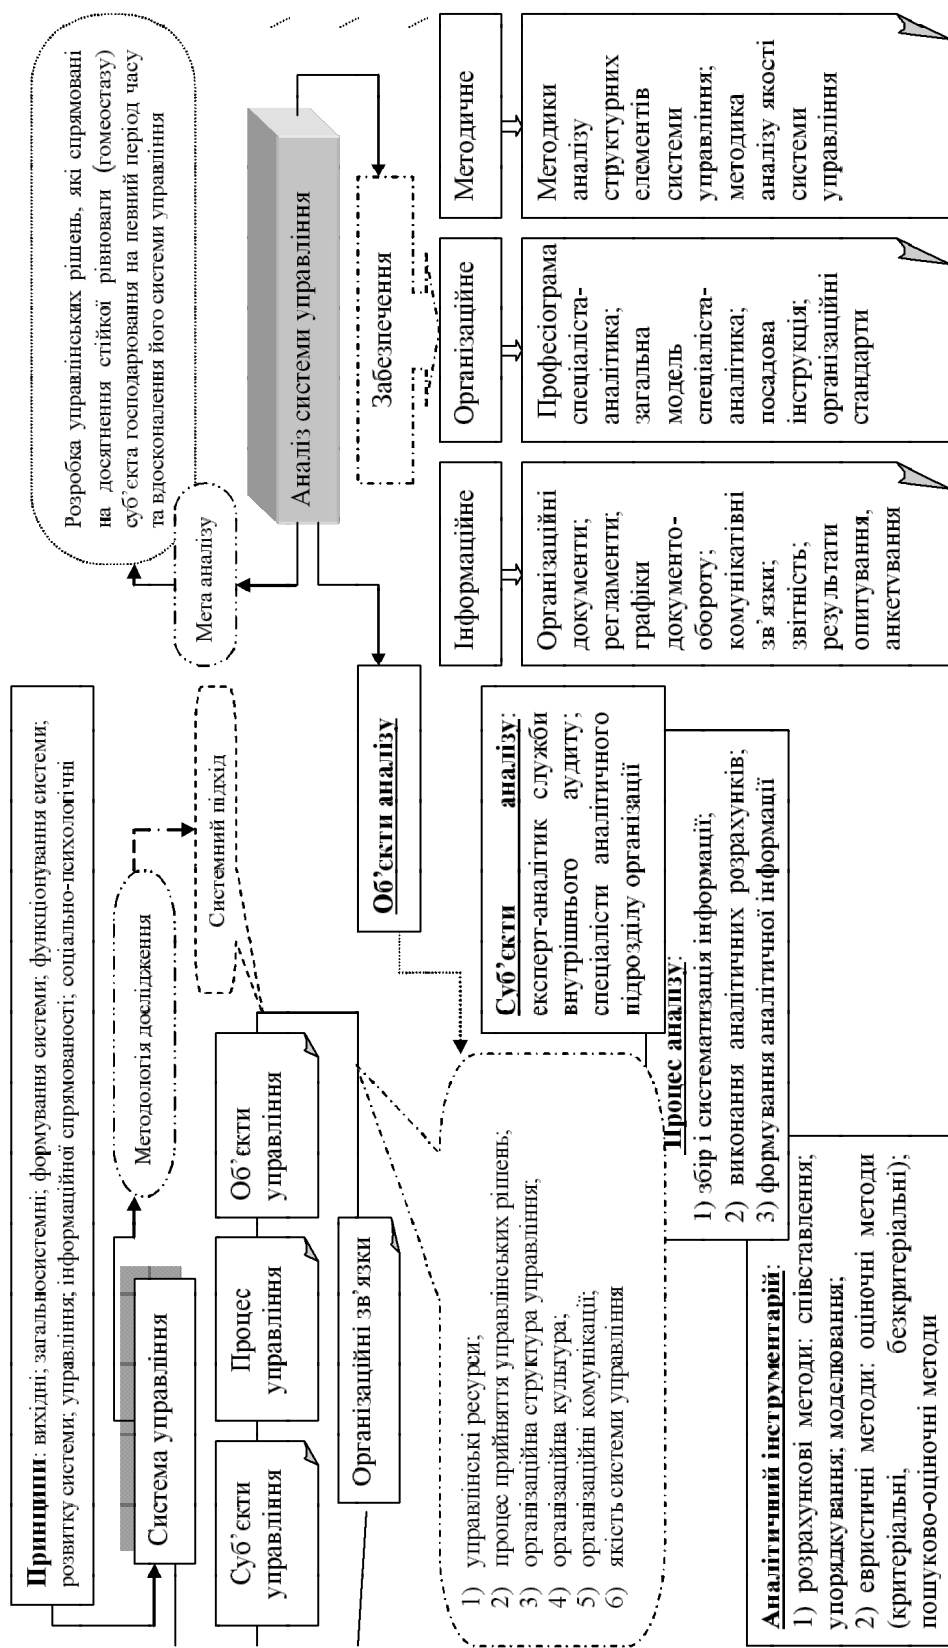 Принципи: вихідні; загальносистемні; формування системи; функціонування системи;
розвитку системи; управління; інформаційної спрямованості; соціально-психологічні
Система управління
Методологія дослідження
Системний підхід
Суб’єкти
управління
Процес
управління
Об’єкти
управління
Організаційні зв’язки
1) управлінські ресурси;
2) процес прийняття управлінських рішень;
3) організаційна структура управління;
4) організаційна культура;
5) організаційні комунікації;
6) якість системи управління
Аналітичний інструментарій:
1) розрахункові методи: співставлення;
упорядкування; моделювання;
2) евристичні методи: оціночні методи
(критеріальні, безкритеріальні);
пошуково-оціночні методи
Процес аналізу:
1) збір і систематизація інформації;
2) виконання аналітичних розрахунків;
3) формування аналітичної інформації
Суб’єкти аналізу:
експерт-аналітик служби
внутрішнього аудиту;
спеціалісти аналітичного
підрозділу організації
Об’єкти аналізу
Розробка управлінських рішень, які спрямовані
на досягнення стійкої рівноваги (гомеостазу)
суб’єкта господарювання на певний період часу
та вдосконалення його системи управління
Мета аналізу
Аналіз системи управління
Забезпечення
Інформаційне
Організаційне
Методичне
Організаційні
документи;
регламенти;
графіки
документо-
обороту;
комунікативні
зв’язки;
звітність;
результати
опитування,
анкетування
Професіограма
спеціаліста-
аналітика;
загальна
модель
спеціаліста-
аналітика;
посадова
інструкція;
організаційні
стандарти
Методики
аналізу
структурних
елементів
системи
управління;
методика
аналізу якості
системи
управління